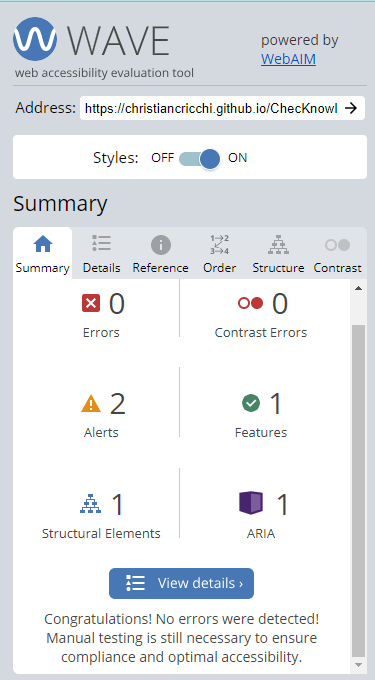 WAVE
web accessibility evaluation tool
powered by
WebAIM
Address: https://christiancricchi.github.io/ChecKnowl
Styles: OFF ON
Summary
Summary Details Reference Order Structure Contrast
0 Errors
0 Contrast Errors
2 Alerts
1 Features
1 Structural Elements
1 ARIA
View details ›
Congratulations! No errors were detected!
Manual testing is still necessary to ensure
compliance and optimal accessibility.